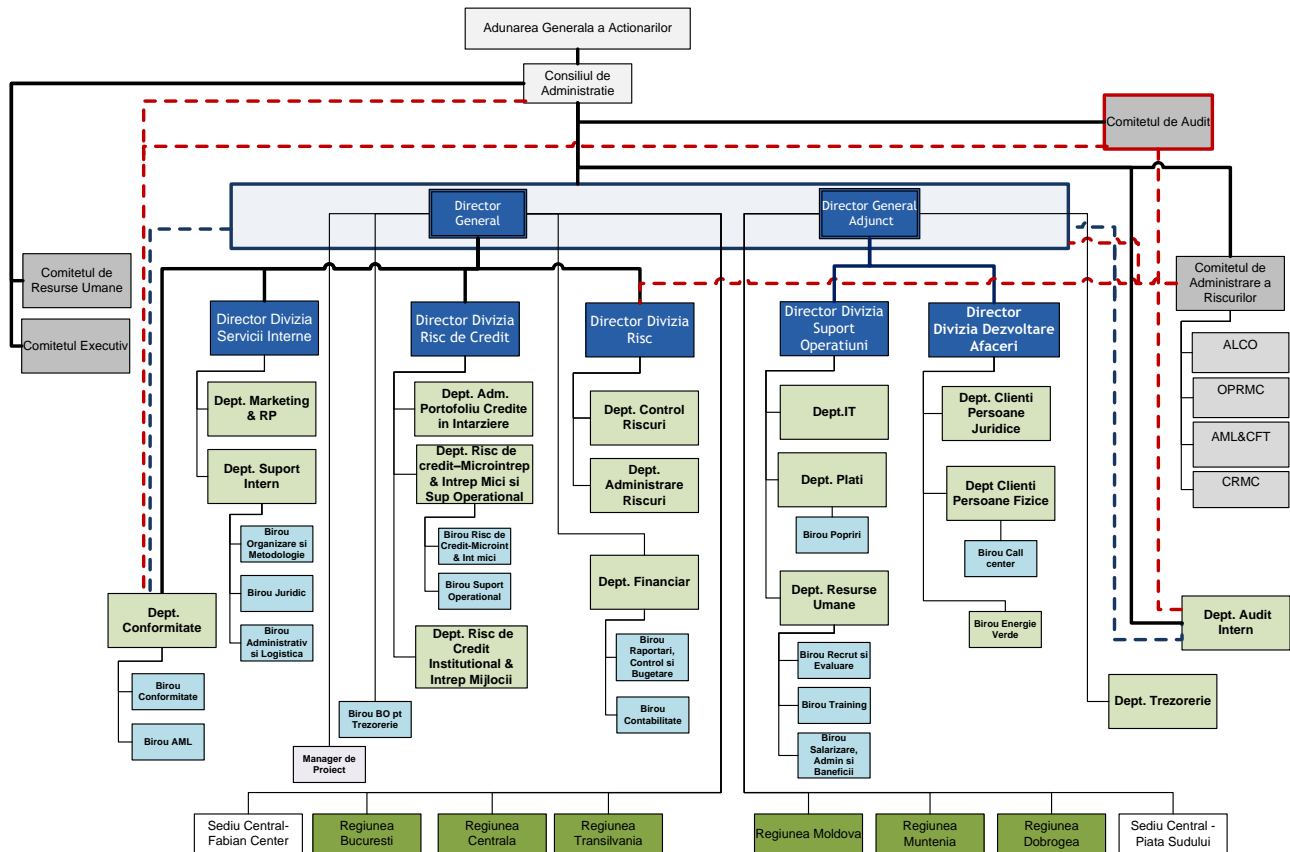 Adunarea Generala a Actionarilor
Consiliul de
Administratie
Comitetul de Audit
Director
General
Director General
Adjunct
Comitetul de
Resurse Umane
Comitetul Executiv
Comitetul de
Administrare a
Riscurilor
ALCO
OPRMC
AML&CFT
CRMC
Director Divizia
Servicii Interne
Director Divizia
Risc de Credit
Director Divizia
Risc
Director Divizia
Suport
Operatiuni
Director
Divizia Dezvoltare
Afaceri
Dept. Marketing
& RP
Dept. Suport
Intern
Birou
Organizare si
Metodologie
Birou Juridic
Birou
Administrativ
si Logistica
Dept.
Conformitate
Birou
Conformitate
Birou AML
Dept. Adm.
Portofoliu Credite
in Intarziere
Dept. Risc de
credit–Microintrep
& Intrep Mici si
Sup Operational
Birou Risc de
Credit-Microint
& Int mici
Birou Suport
Operational
Dept. Risc de
Credit
Institutional &
Intrep Mijlocii
Birou BO pt
Trezorerie
Manager de
Proiect
Dept. Control
Riscuri
Dept.
Administrare
Riscuri
Dept. Financiar
Birou
Raportari,
Control si
Bugetare
Birou
Contabilitate
Dept.IT
Dept. Plati
Birou Popriri
Dept. Resurse
Umane
Birou Recrut si
Evaluare
Birou Training
Birou
Salarizare,
Admin si
Baneficii
Dept. Clienti
Persoane
Juridice
Dept Clienti
Persoane Fizice
Birou Call
center
Birou Energie
Verde
Dept. Audit
Intern
Dept. Trezorerie
Sediu Central-
Fabian Center
Regiunea
Bucuresti
Regiunea
Centrala
Regiunea
Transilvania
Regiunea Moldova
Regiunea
Muntenia
Regiunea
Dobrogea
Sediu Central -
Piata Sudului